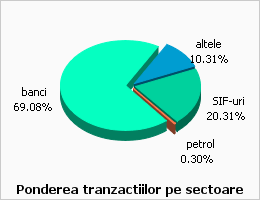 altele
10.31%
banci
69.08%
SIF-uri
20.31%
petrol
0.30%
Ponderea tranzactiilor pe sectoare